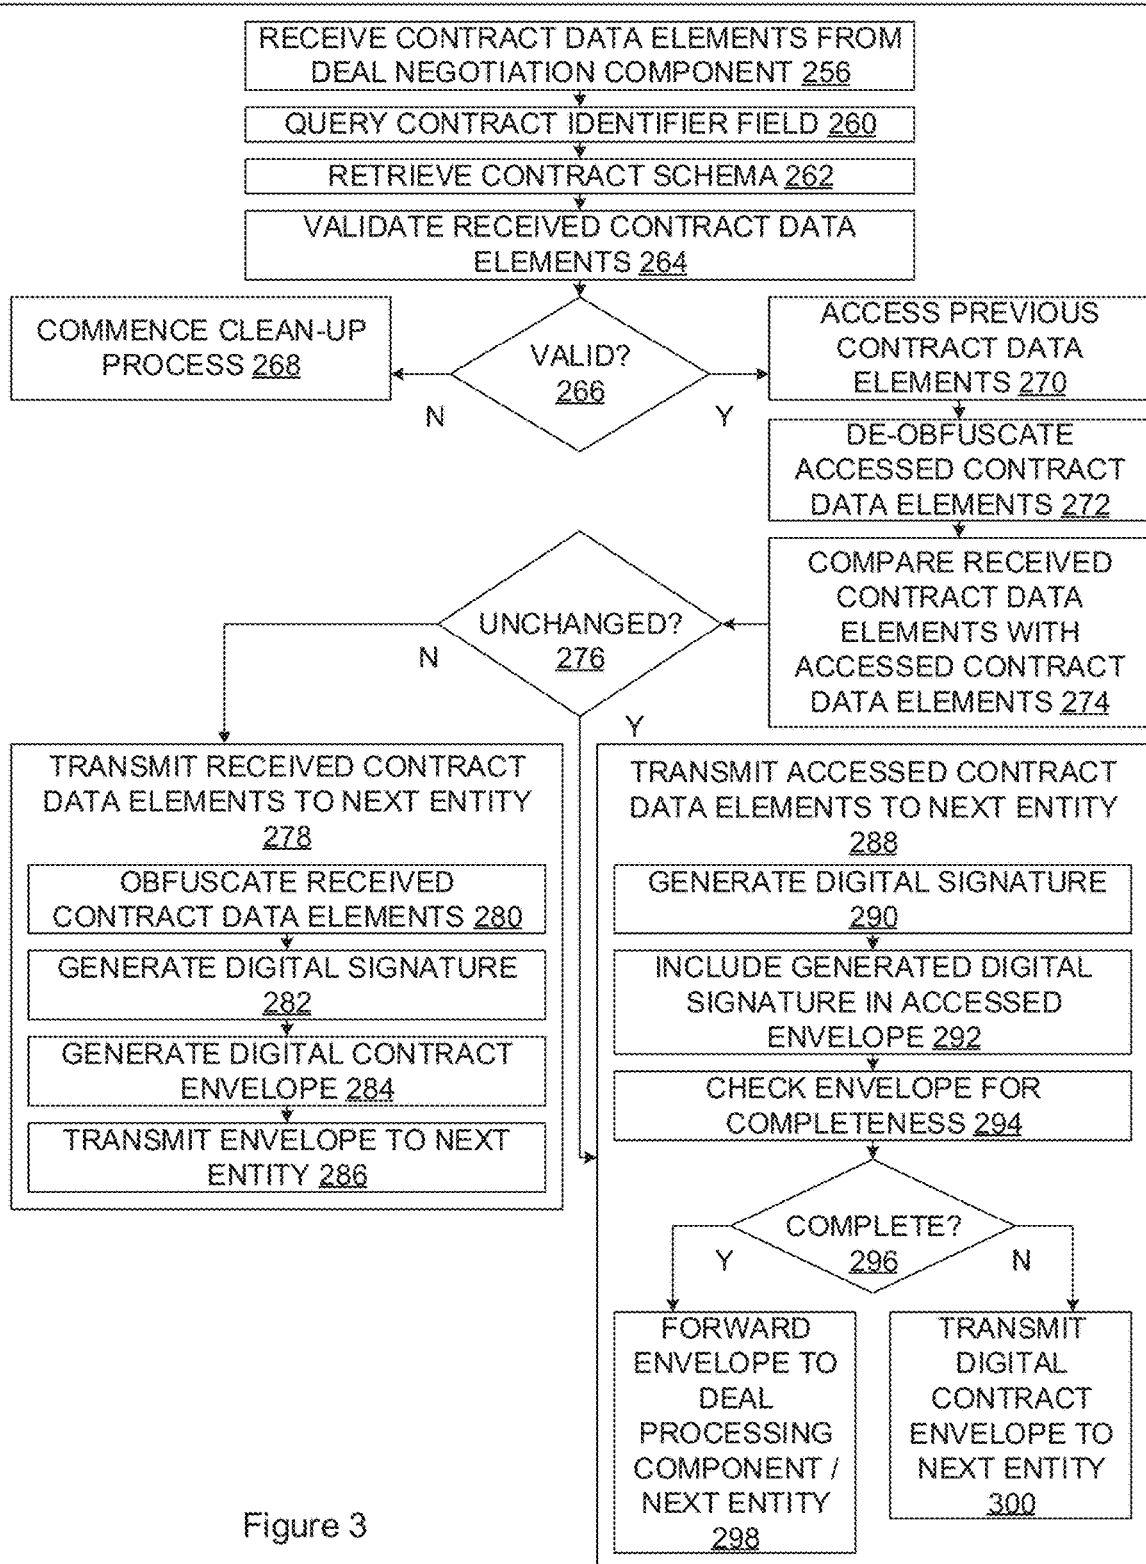 RECEIVE CONTRACT DATA ELEMENTS FROM
DEAL NEGOTIATION COMPONENT 256
QUERY CONTRACT IDENTIFIER FIELD 260
RETRIEVE CONTRACT SCHEMA 262
VALIDATE RECEIVED CONTRACT DATA
ELEMENTS 264
COMMENCE CLEAN-UP
PROCESS 268
VALID?
266
N
Y
ACCESS PREVIOUS
CONTRACT DATA
ELEMENTS 270
DE-OBFUSCATE
ACCESSED CONTRACT
DATA ELEMENTS 272
COMPARE RECEIVED
CONTRACT DATA
ELEMENTS WITH
ACCESSED CONTRACT
DATA ELEMENTS 274
UNCHANGED?
276
N
Y
TRANSMIT RECEIVED CONTRACT
DATA ELEMENTS TO NEXT ENTITY
278
OBFUSCATE RECEIVED
CONTRACT DATA ELEMENTS 280
GENERATE DIGITAL SIGNATURE
282
GENERATE DIGITAL CONTRACT
ENVELOPE 284
TRANSMIT ENVELOPE TO NEXT
ENTITY 286
TRANSMIT ACCESSED CONTRACT
DATA ELEMENTS TO NEXT ENTITY
288
GENERATE DIGITAL SIGNATURE
290
INCLUDE GENERATED DIGITAL
SIGNATURE IN ACCESSED
ENVELOPE 292
CHECK ENVELOPE FOR
COMPLETENESS 294
COMPLETE?
296
Y
N
FORWARD
ENVELOPE TO
DEAL
PROCESSING
COMPONENT /
NEXT ENTITY
298
TRANSMIT
DIGITAL
CONTRACT
ENVELOPE TO
NEXT ENTITY
300
Figure 3